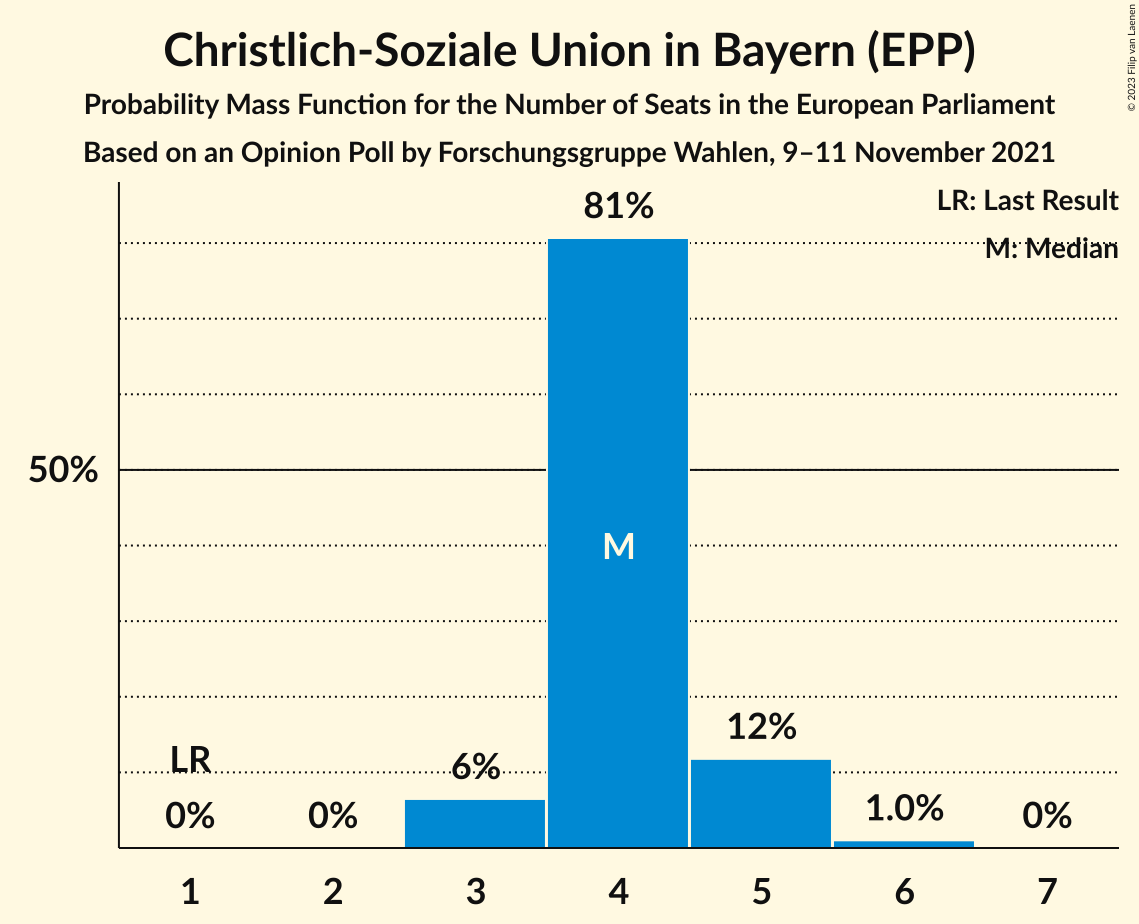 Christlich-Soziale Union in Bayern (EPP)
Probability Mass Function for the Number of Seats in the European Parliament
Based on an Opinion Poll by Forschungsgruppe Wahlen, 9–11 November 2021
© 2023 Filip van Laenen
LR: Last Result
M: Median
81%
50%
M
12%
LR
6%
0%
0%
1.0%
0%
1 2 3 4 5 6 7